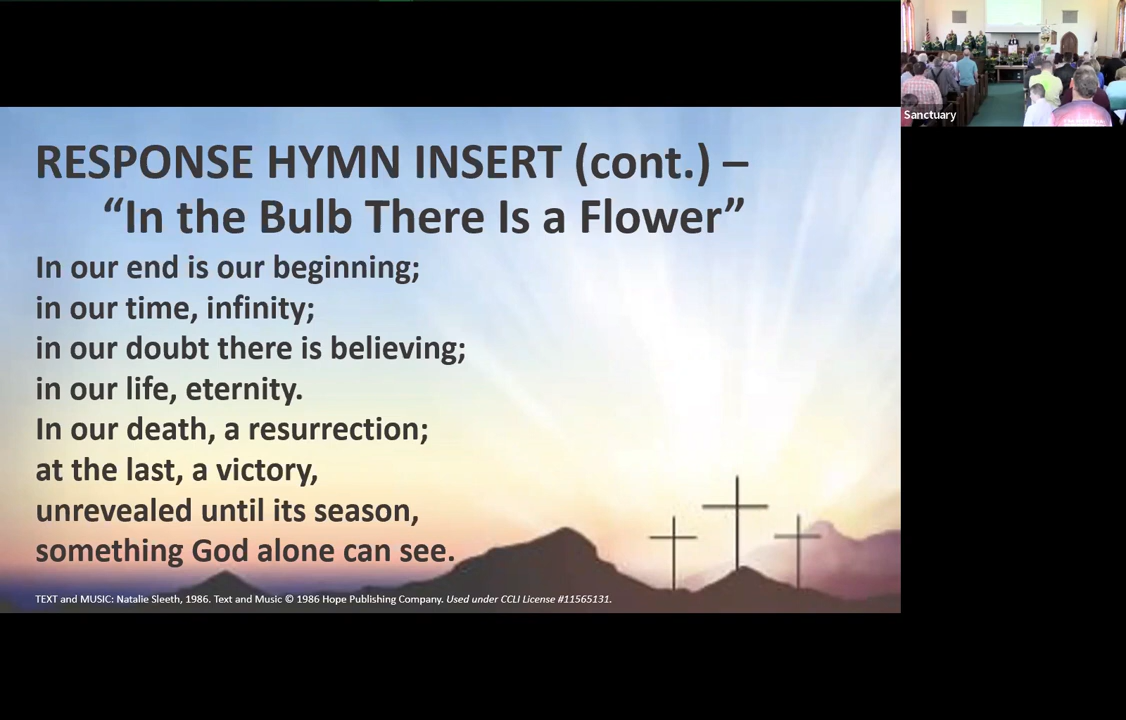 RESPONSE HYMN INSERT (cont.) –
“In the Bulb There Is a Flower”
In our end is our beginning;
in our time, infinity;
in our doubt there is believing;
in our life, eternity.
In our death, a resurrection;
at the last, a victory,
unrevealed until its season,
something God alone can see.
TEXT and MUSIC: Natalie Sleeth, 1986. Text and Music © 1986 Hope Publishing Company. Used under CCLI License #11565131.
Sanctuary